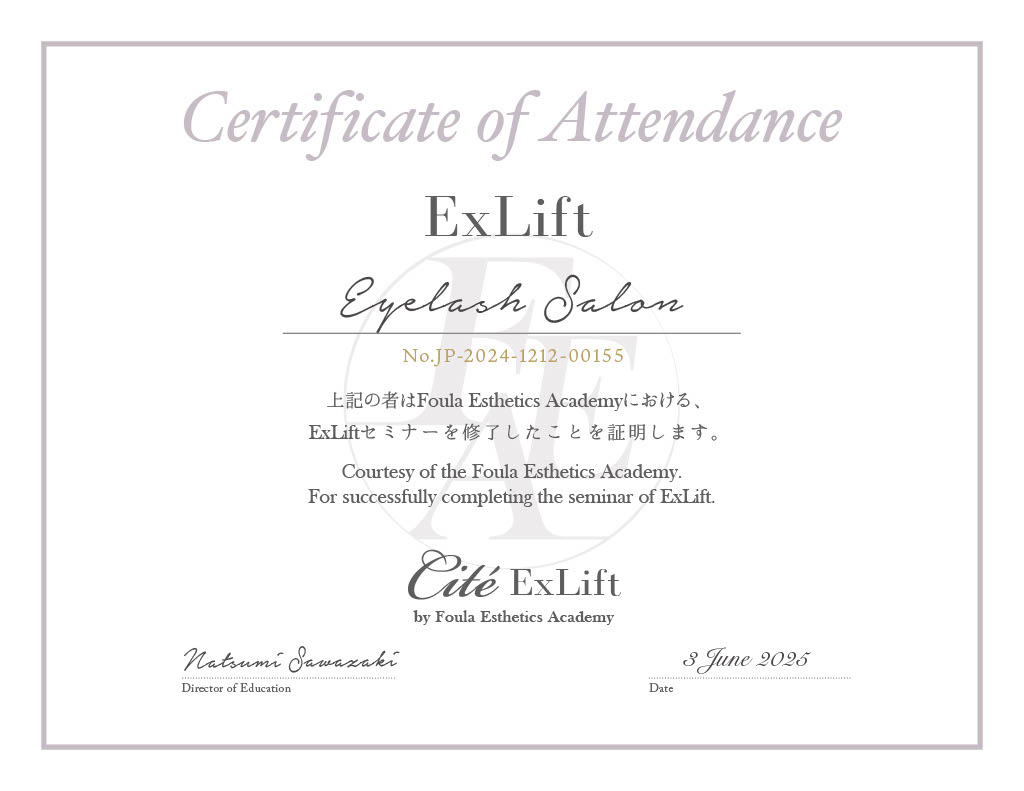 Certificate of Attendance
ExLift
Eyelash Salon
No.JP-2024-1212-00155
上記の者はFoula Esthetics Academyにおける、
ExLiftセミナーを修了したことを証明します。
Courtesy of the Foula Esthetics Academy.
For successfully completing the seminar of ExLift.
Cité ExLift
by Foula Esthetics Academy
Natsumi Sawazaki
3 June 2025
Director of Education
Date
FEA